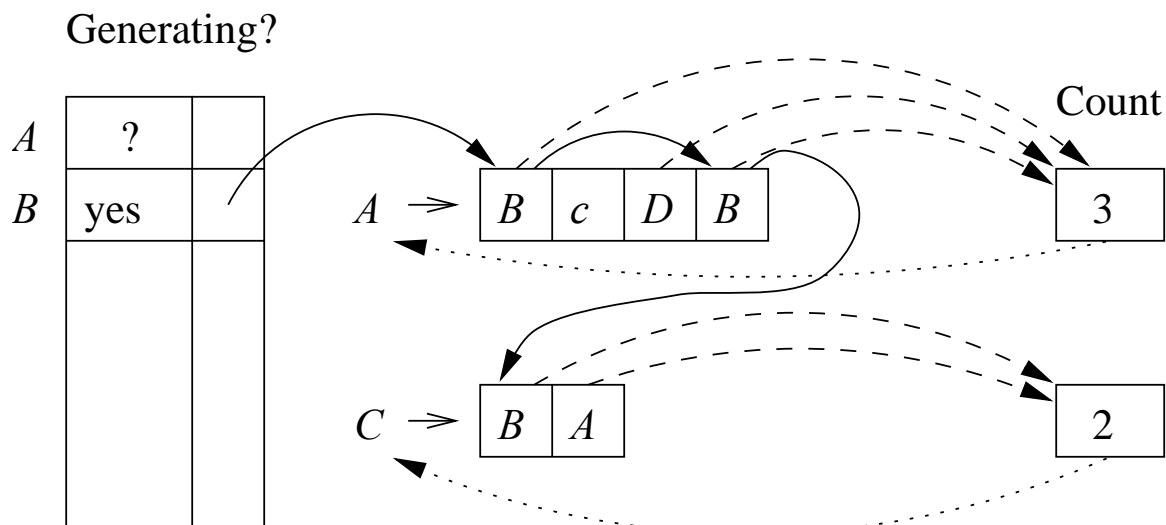 Generating?
Count
A ?
B yes
A → B c D B 3
C → B A 2